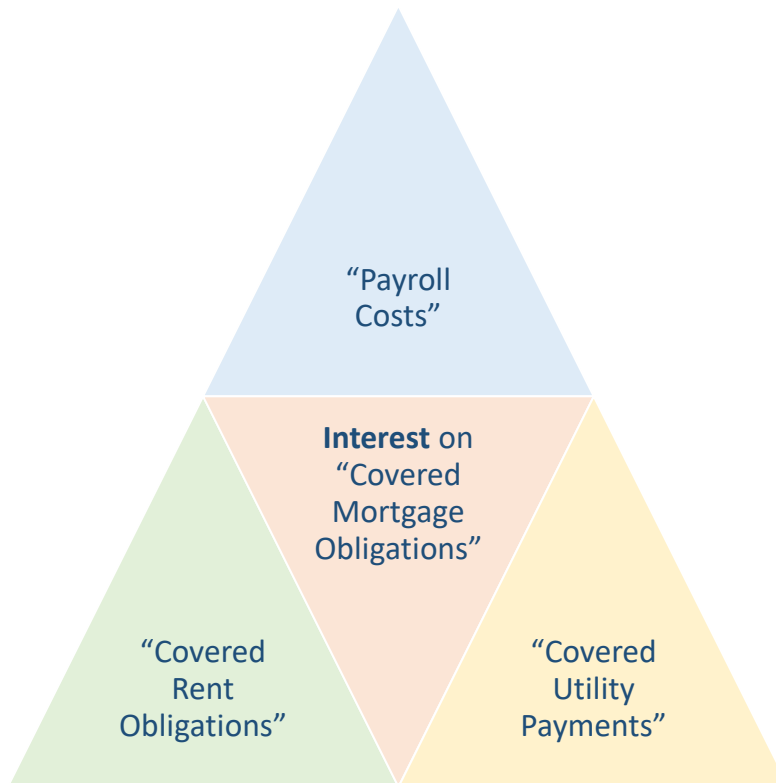 “Payroll
Costs”
Interest on
“Covered
Mortgage
Obligations”
“Covered
Rent
Obligations”
“Covered
Utility
Payments”